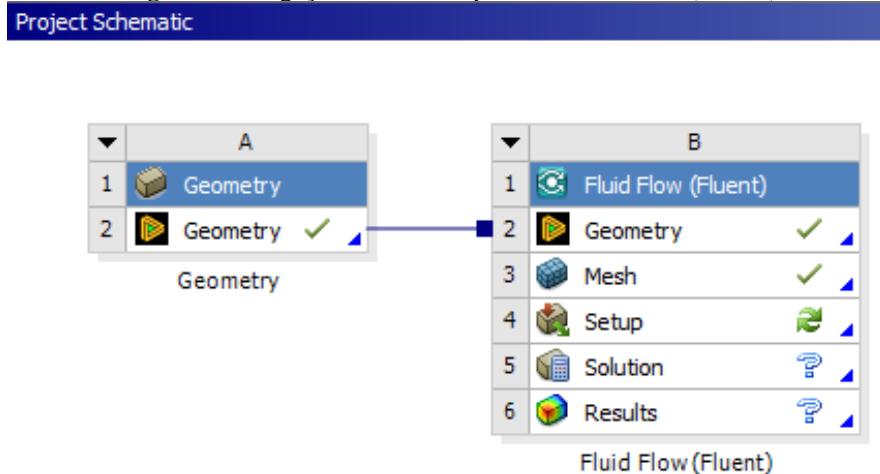 Project Schematic
A
1 Geometry
2 Geometry
Geometry
B
1 Fluid Flow (Fluent)
2 Geometry
3 Mesh
4 Setup
5 Solution
6 Results
Fluid Flow (Fluent)